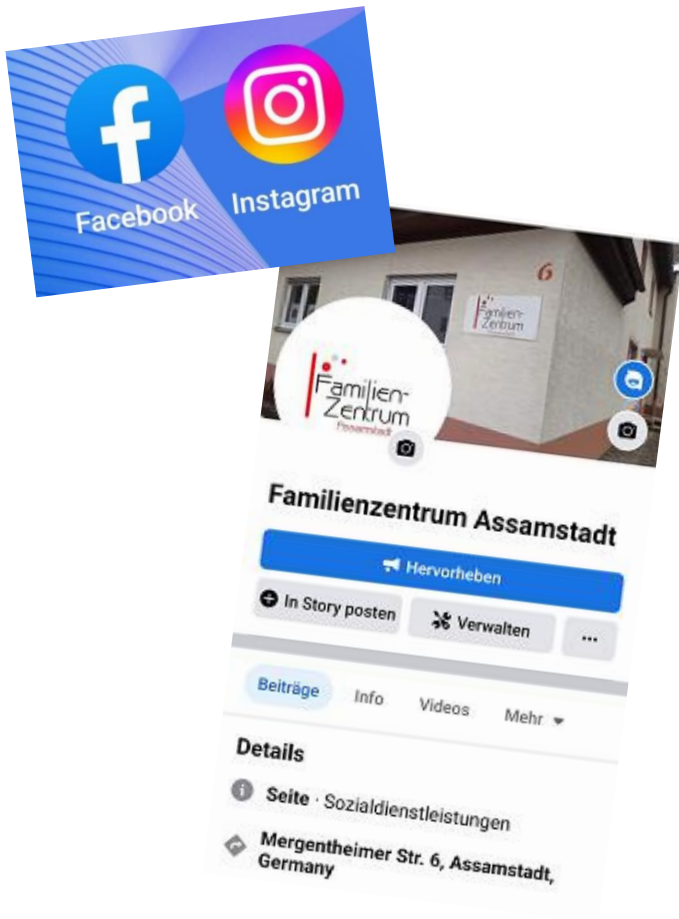 Facebook
Instagram
6
Familien-
Zentrum
Familien-
Zentrum
Assamstadt
Familienzentrum Assamstadt
Hervorheben
In Story posten
Verwalten
Beiträge
Info
Videos
Mehr
Details
Seite · Sozialdienstleistungen
Mergentheimer Str. 6, Assamstadt,
Germany